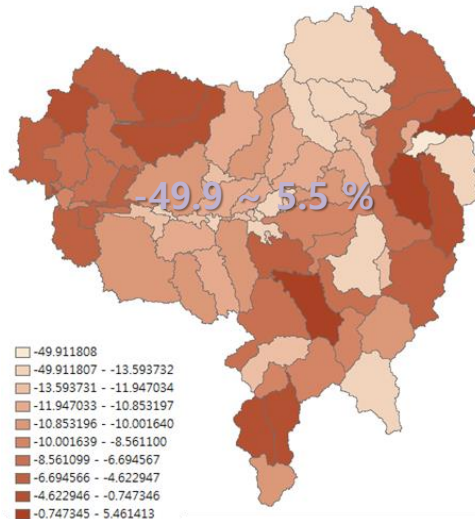 -49.9 ~ 5.5 %
-49.911808
-49.911807 - -13.593732
-13.593731 - -11.947034
-11.947033 - -10.853197
-10.853196 - -10.001640
-10.001639 - -8.561100
-8.561099 - -6.694567
-6.694566 - -4.622947
-4.622946 - -0.747346
-0.747345 - 5.461413